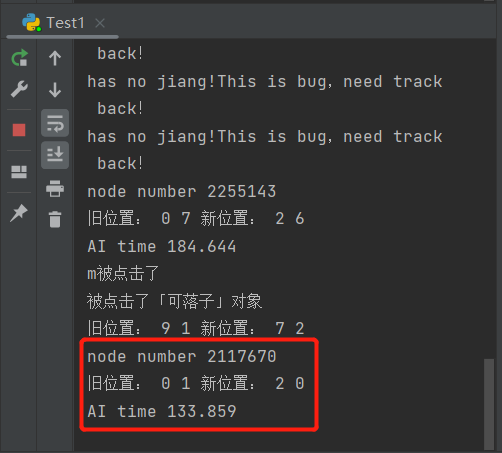 Test1
back!
has no jiang!This is bug, need track
back!
has no jiang!This is bug, need track
back!
node number 2255143
旧位置： 0 7 新位置： 2 6
AI time 184.644
m被点击了
被点击了「可落子」对象
旧位置： 9 1 新位置： 7 2
node number 2117670
旧位置： 0 1 新位置： 2 0
AI time 133.859